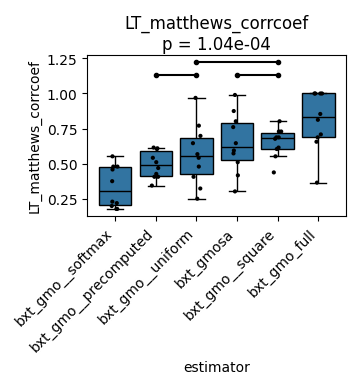 LT_matthews_corrcoef
p = 1.04e-04
LT_matthews_corrcoef
1.25
1.00
0.75
0.50
0.25
bxt_gmo__softmax
bxt_gmo__precomputed
bxt_gmo__uniform
bxt_gmosa
bxt_gmo__square
bxt_gmo_full
estimator